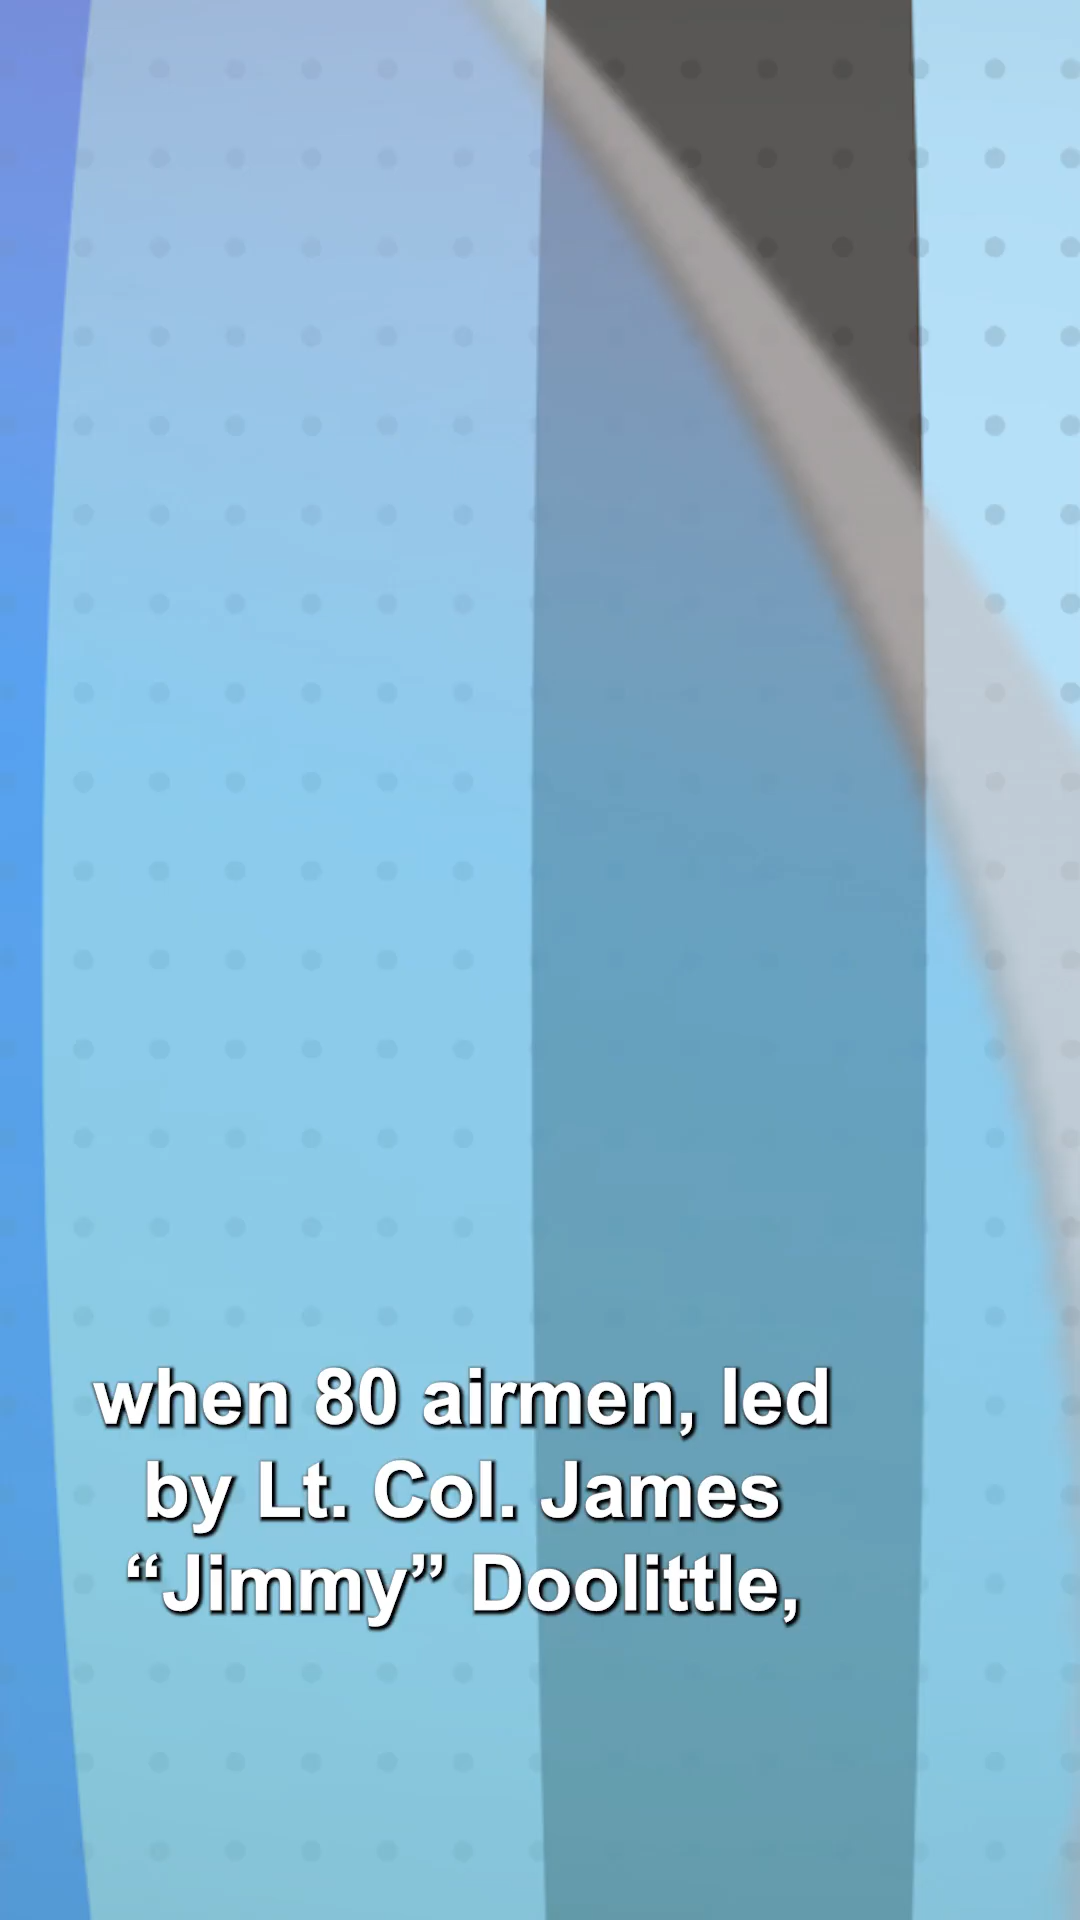 when 80 airmen, led
by Lt. Col. James
“Jimmy” Doolittle,